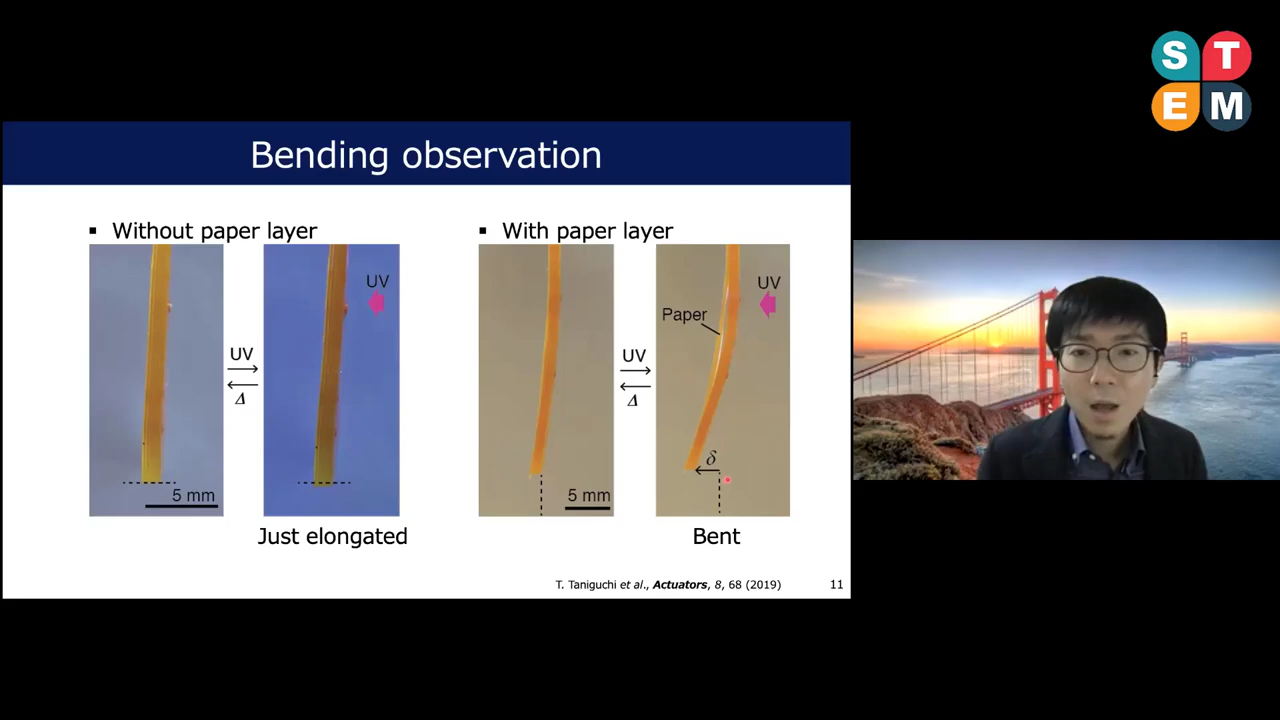 S T
E M
Bending observation
▪ Without paper layer
▪ With paper layer
UV
UV
Δ
5 mm
Just elongated
UV
Paper
UV
Δ
δ
5 mm
Bent
T. Taniguchi et al., Actuators, 8, 68 (2019)
11